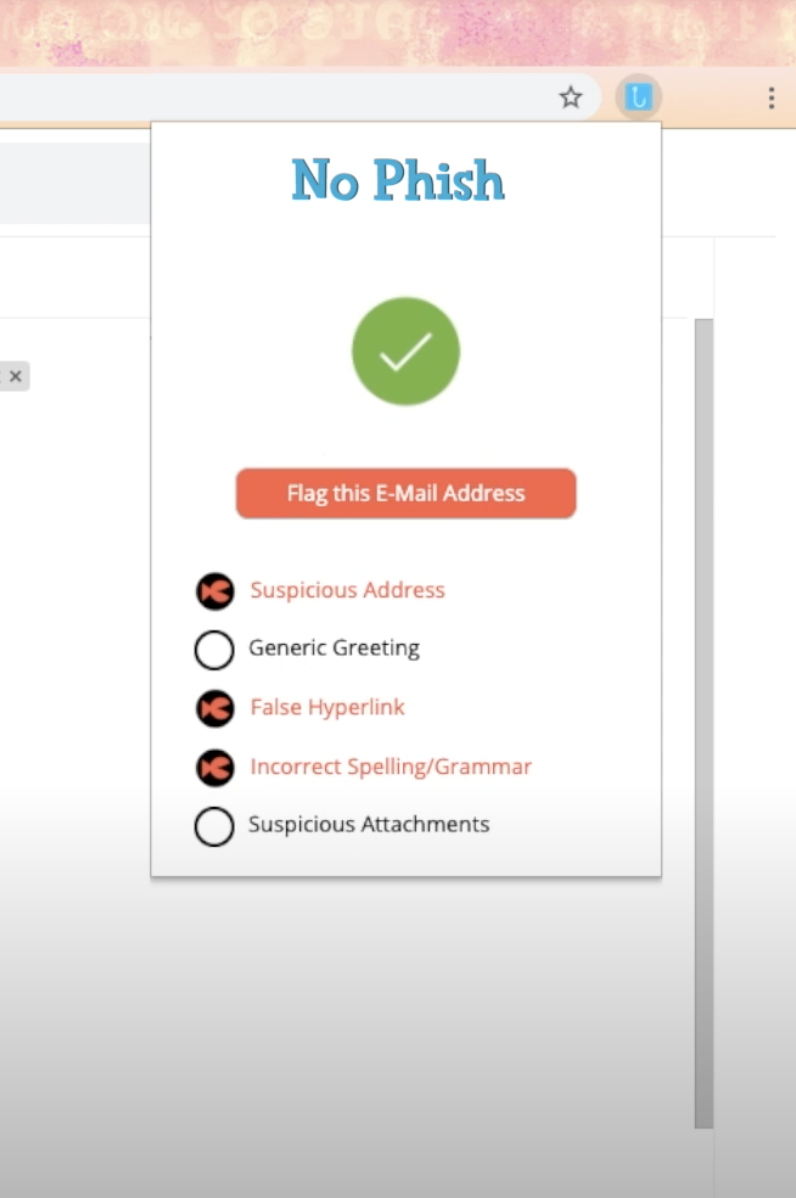 No Phish
Flag this E-Mail Address
Suspicious Address
Generic Greeting
False Hyperlink
Incorrect Spelling/Grammar
Suspicious Attachments